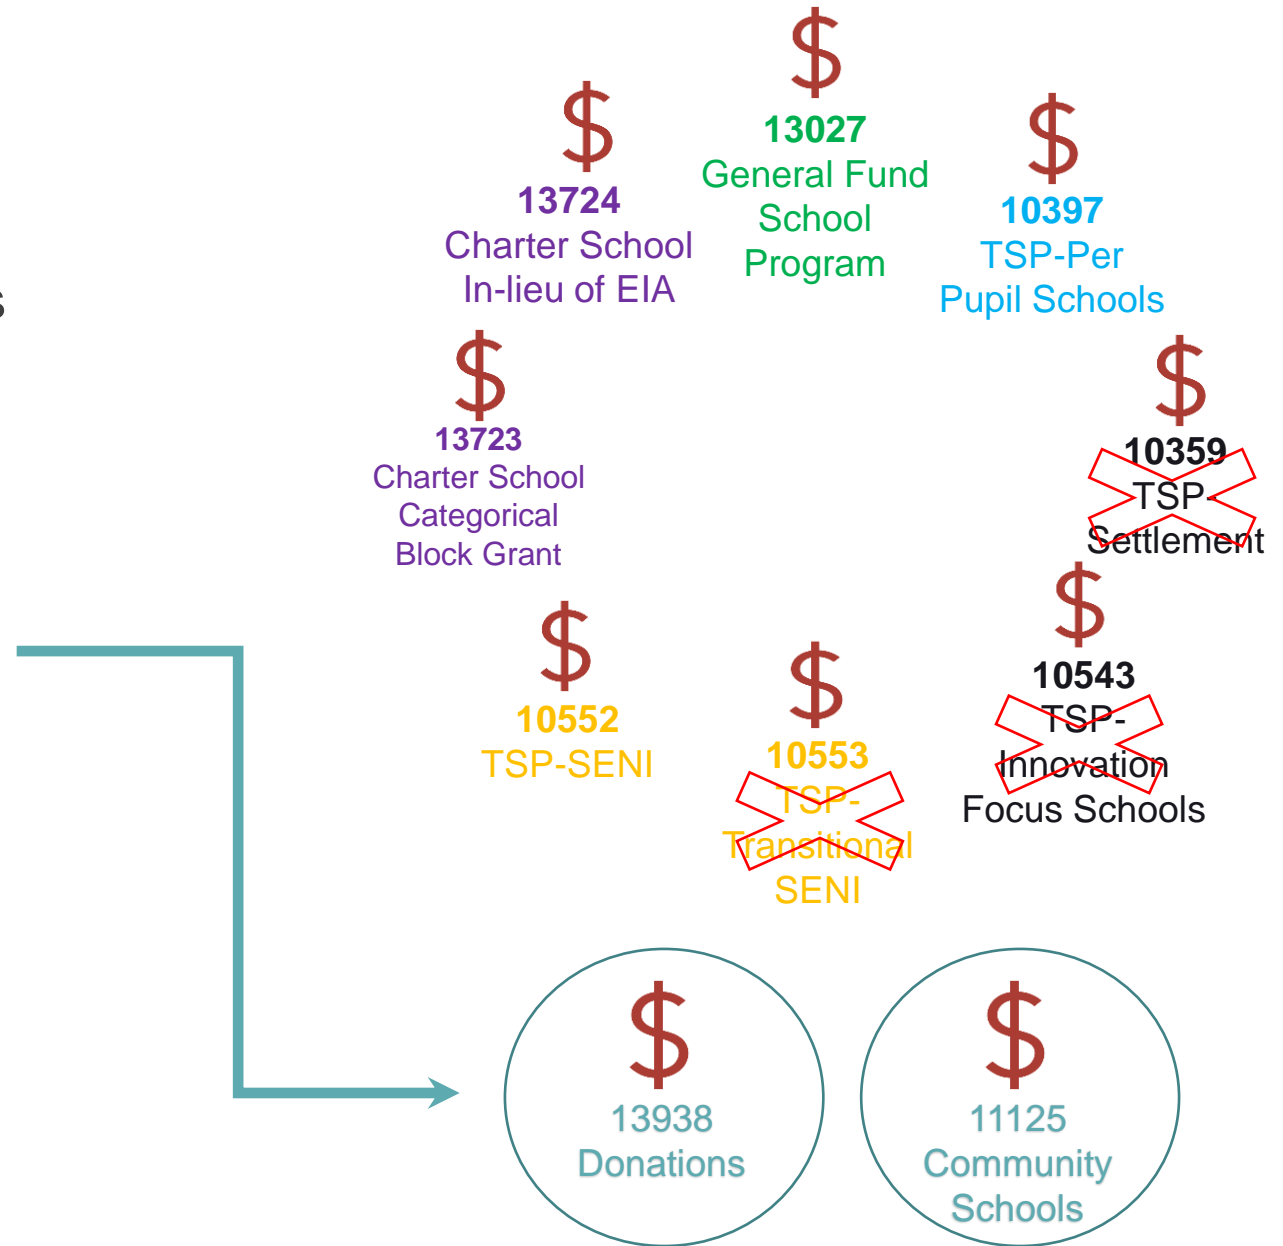 13027
General Fund
School
Program
13724
Charter School
In-lieu of EIA
10397
TSP-Per
Pupil Schools
s
13723
Charter School
Categorical
Block Grant
10359
TSP-
Settlement
10552
TSP-SENI
10553
TSP-
Transitional
SENI
10543
TSP-
Innovation
Focus Schools
13938
Donations
11125
Community
Schools